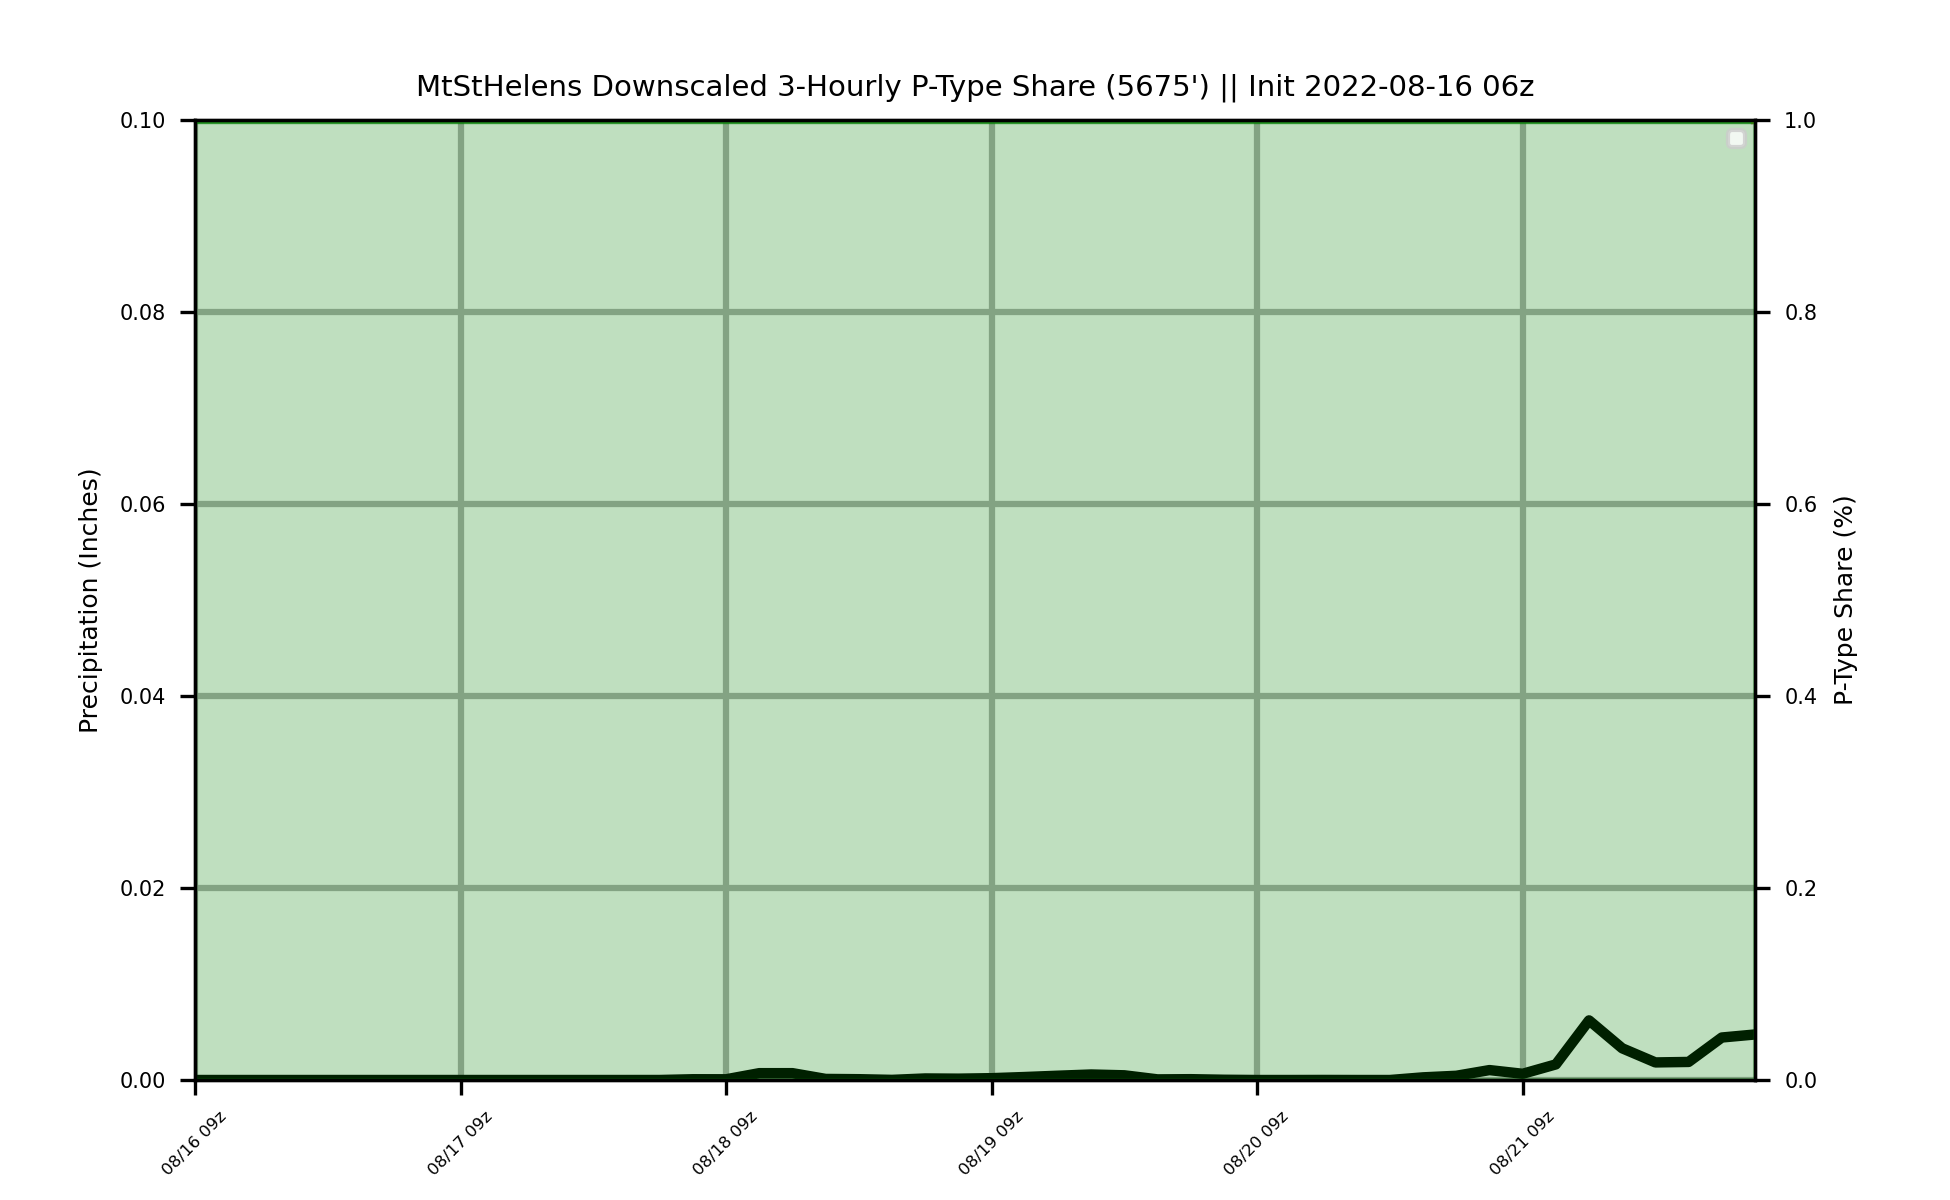 MtStHelens Downscaled 3-Hourly P-Type Share (5675') || Init 2022-08-16 06z
0.10
0.08
0.06
0.04
0.02
0.00
Precipitation (Inches)
1.0
0.8
0.6
0.4
0.2
0.0
P-Type Share (%)
08/16 09z
08/17 09z
08/18 09z
08/19 09z
08/20 09z
08/21 09z